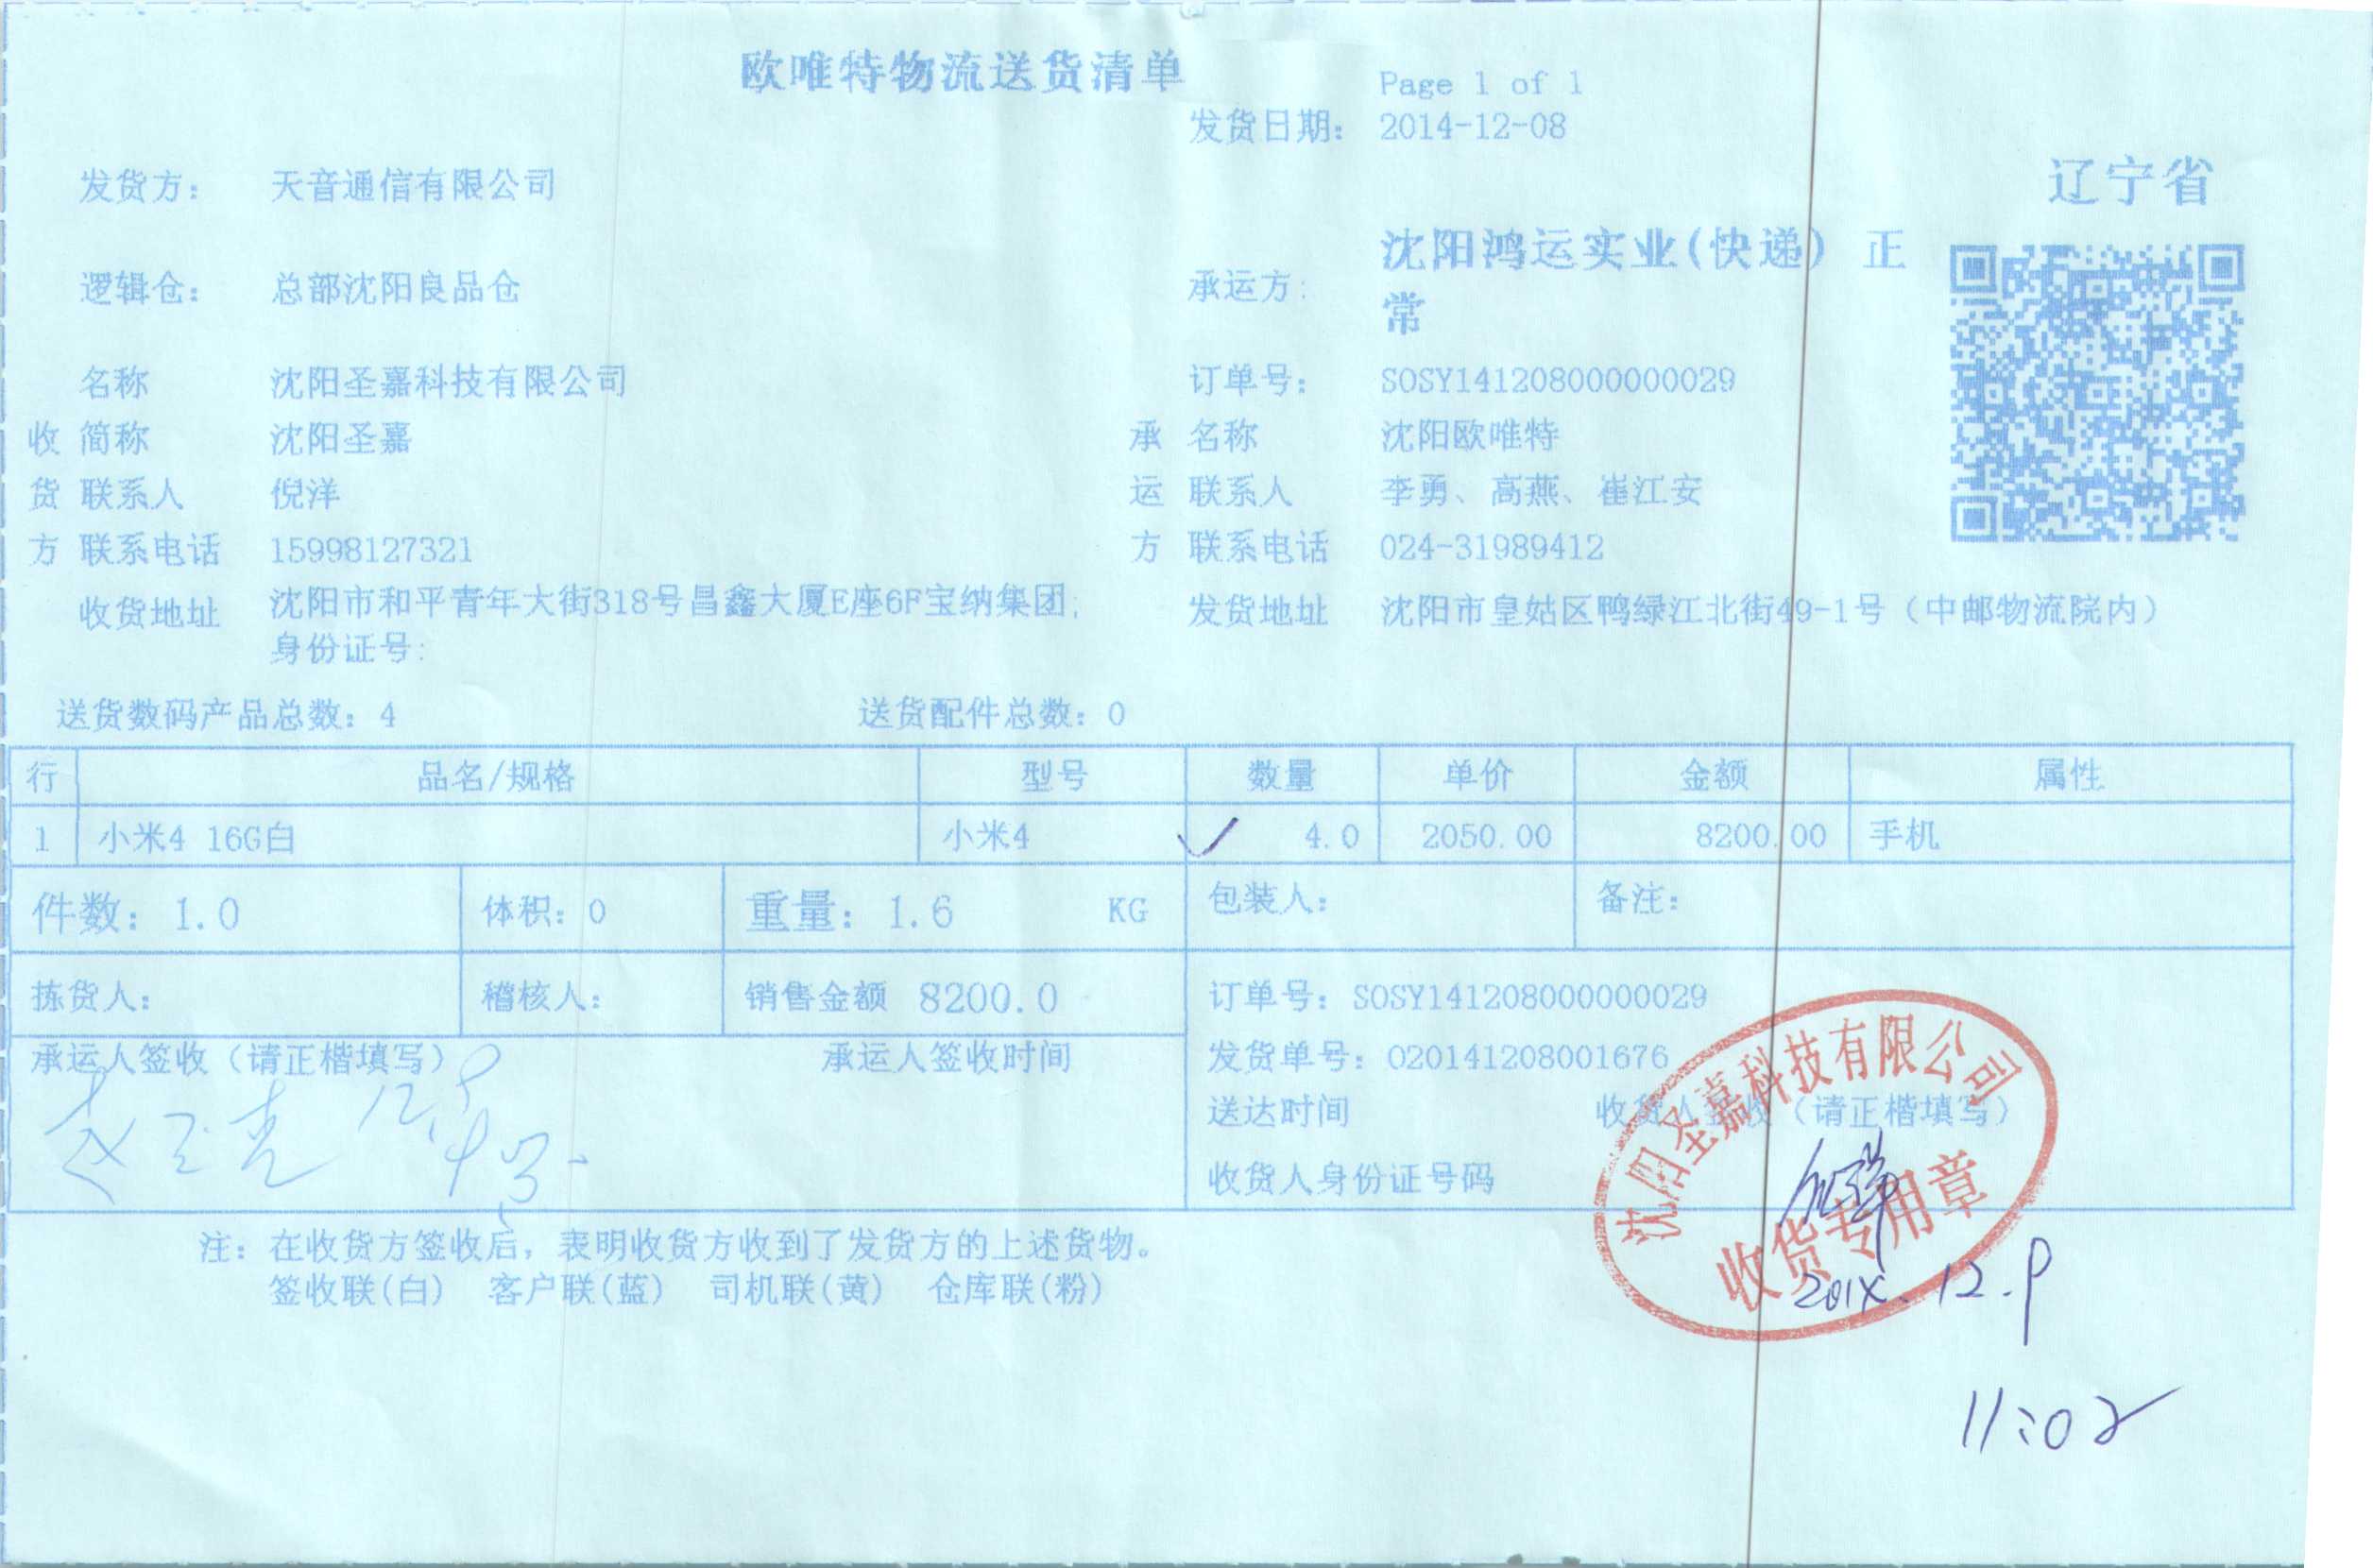 欧唯特物流送货清单
Page 1 of 1
发货日期: 2014-12-08
辽宁省
发货方: 天音通信有限公司
逻辑仓: 总部沈阳良品仓
承运方: 沈阳鸿运实业(快递) 正
常
名称 沈阳圣嘉科技有限公司 订单号: SOSY141208000000029
收 简称 沈阳圣嘉 承 名称 沈阳欧唯特
货 联系人 倪洋 运 联系人 李勇、高燕、崔江安
方 联系电话 15998127321 方 联系电话 024-31989412
收货地址 沈阳市和平青年大街318号昌鑫大厦E座6F宝纳集团;
身份证号:
发货地址 沈阳市皇姑区鸭绿江北街49-1号（中邮物流院内）
送货数码产品总数: 4 送货配件总数: 0
行 品名/规格 型号 数量 单价 金额 属性
1 小米4 16G白 小米4 4.0 2050.00 8200.00 手机
件数: 1.0 体积: 0 重量: 1.6 KG 包装人: 备注:
拣货人: 稽核人: 销售金额 8200.0 订单号: SOSY141208000000029
承运人签收（请正楷填写） 承运人签收时间 发货单号: O20141208001676
送达时间 收货人签收（请正楷填写）
收货人身份证号码
沈阳圣嘉科技有限公司
收货专用章
11:02
注: 在收货方签收后, 表明收货方收到了发货方的上述货物。
签收联(白) 客户联(蓝) 司机联(黄) 仓库联(粉)